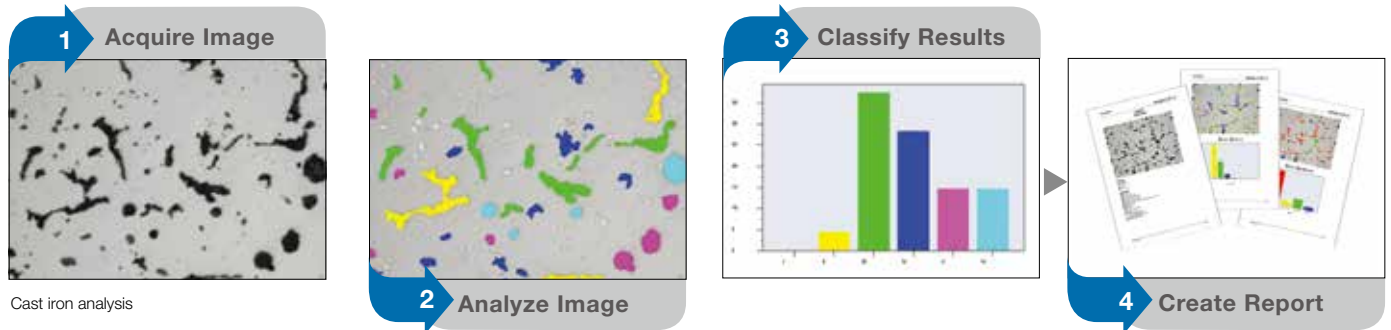 1 Acquire Image
Cast iron analysis
2 Analyze Image
3 Classify Results
4 Create Report